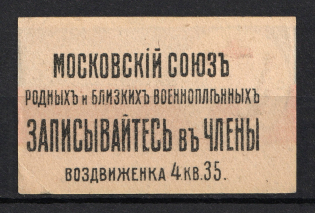 МОСКОВСКІЙ СОЮЗЪ
РОДНЫХЪ и БЛИЗКИХЪ ВОЕННОПЛѢННЫХЪ
ЗАПИСЫВАЙТЕСЬ въ ЧЛЕНЫ
ВОЗДВИЖЕНКА 4 КВ. 35.